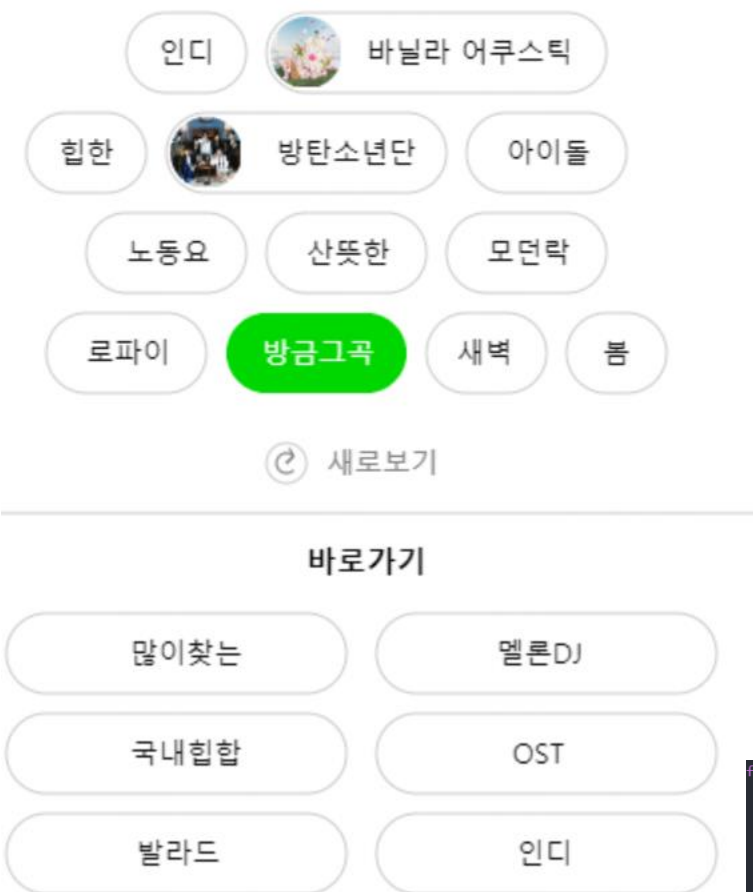 인디 바닐라 어쿠스틱
힙한 방탄소년단 아이돌
노동요 산뜻한 모던락
로파이 방금그곡 새벽 봄
새로보기
바로가기
많이찾는 멜론DJ
국내힙합 OST
발라드 인디